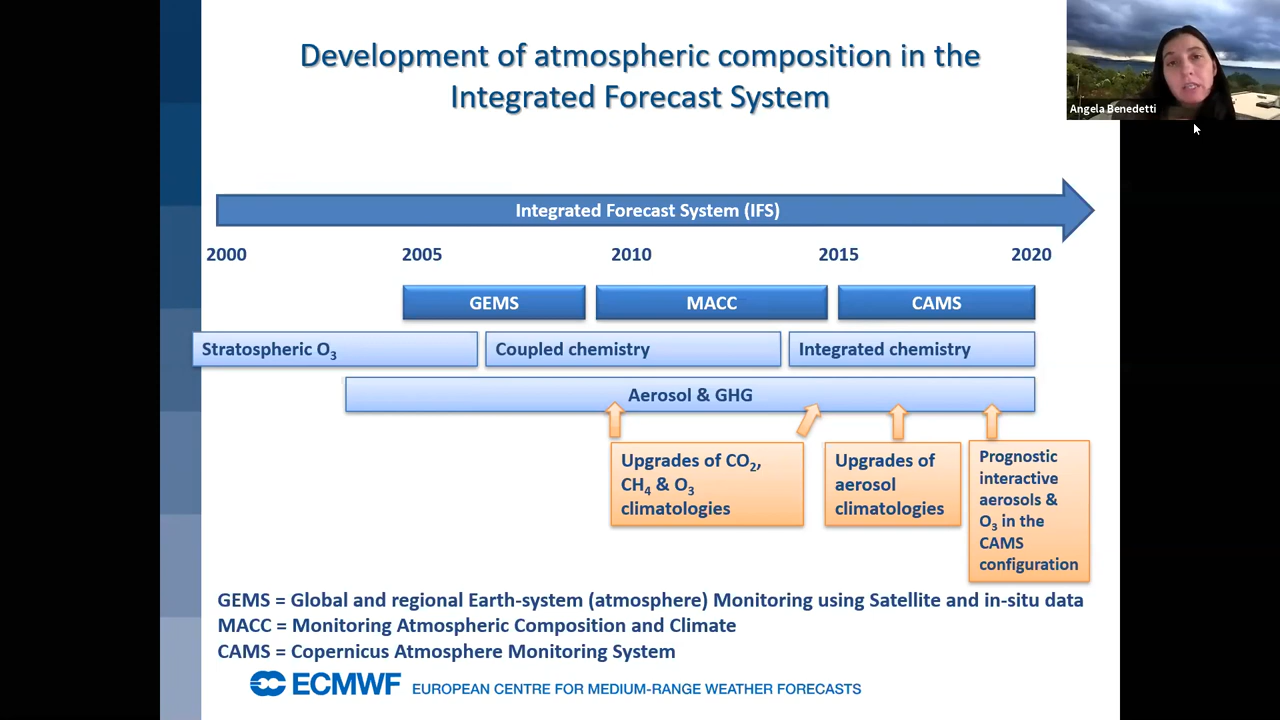 Development of atmospheric composition in the
Integrated Forecast System
Angela Benedetti
Integrated Forecast System (IFS)
2000 2005 2010 2015 2020
GEMS MACC CAMS
Stratospheric O₃ Coupled chemistry Integrated chemistry
Aerosol & GHG
Upgrades of CO₂,
CH₄ & O₃
climatologies
Upgrades of
aerosol
climatologies
Prognostic
interactive
aerosols &
O₃ in the
CAMS
configuration
GEMS = Global and regional Earth-system (atmosphere) Monitoring using Satellite and in-situ data
MACC = Monitoring Atmospheric Composition and Climate
CAMS = Copernicus Atmosphere Monitoring System
ECMWF EUROPEAN CENTRE FOR MEDIUM-RANGE WEATHER FORECASTS